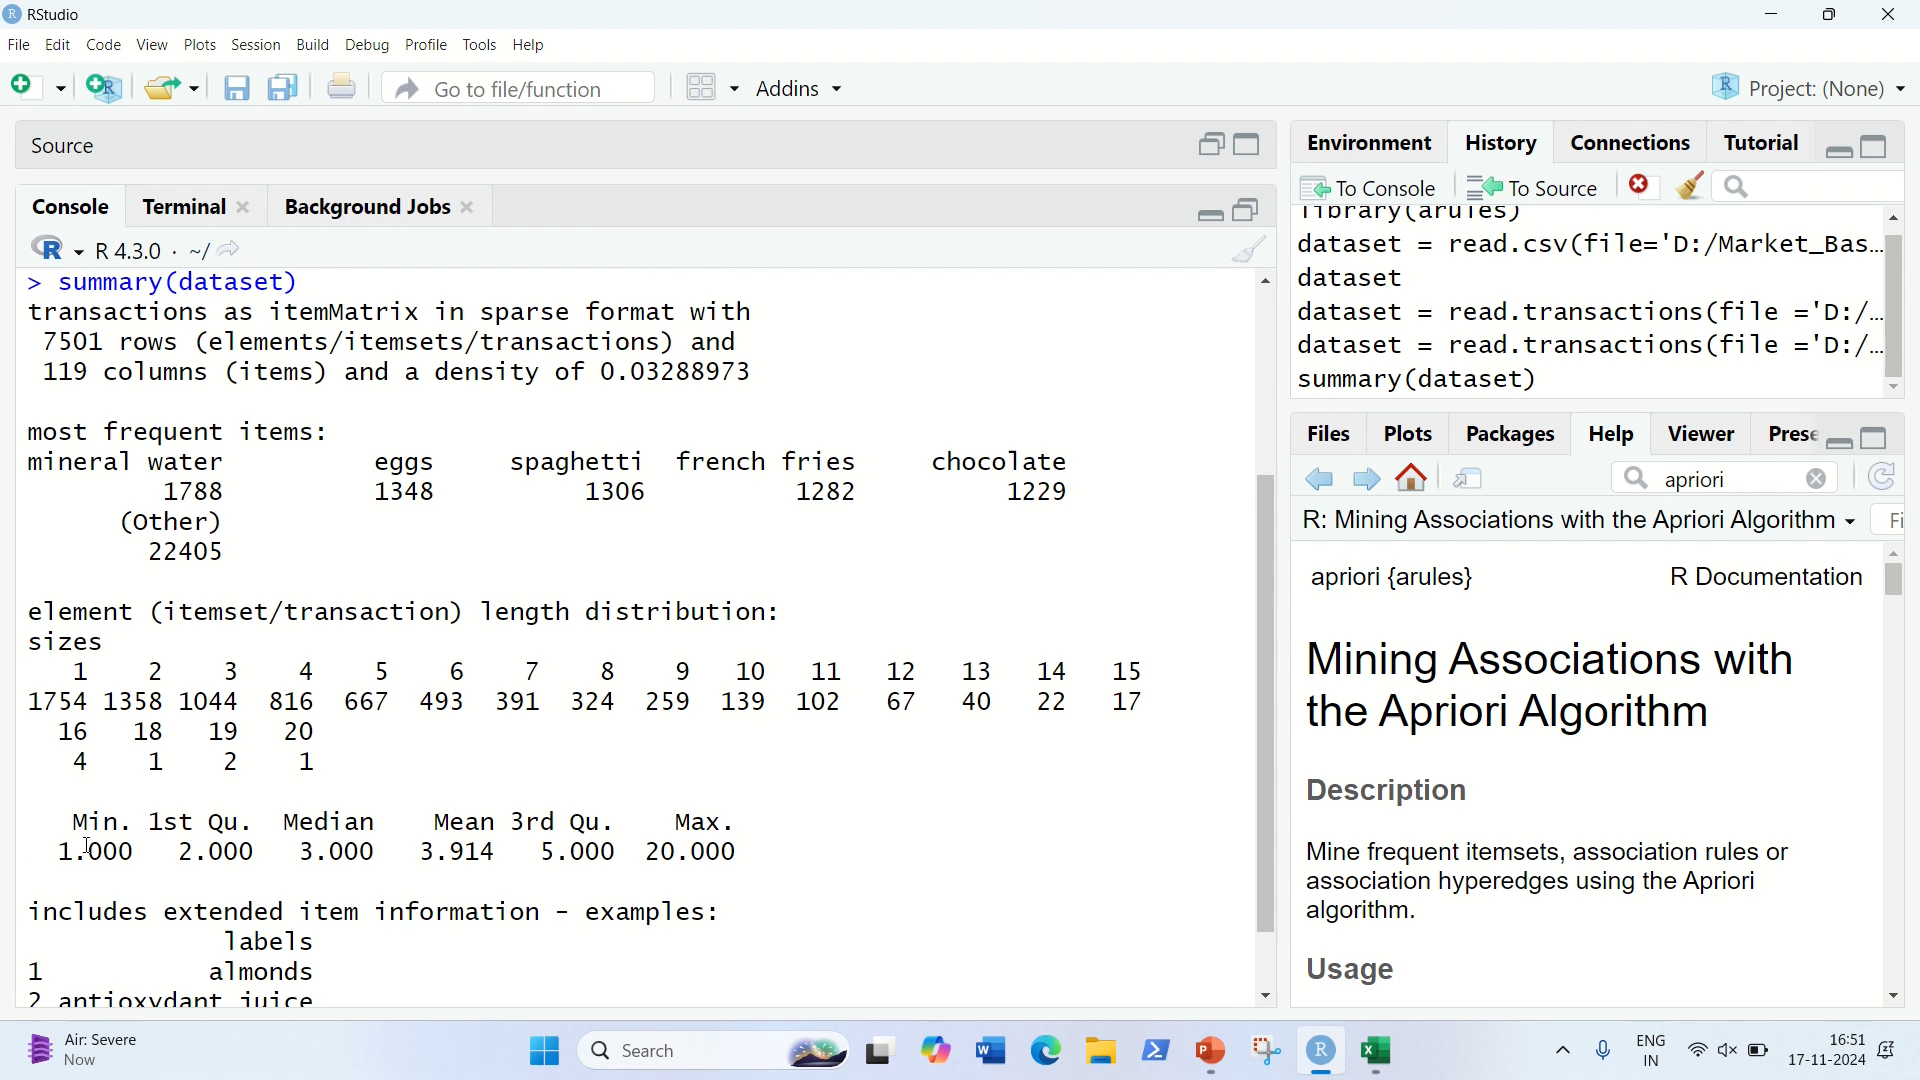 RStudio
File Edit Code View Plots Session Build Debug Profile Tools Help
Go to file/function Addins Project: (None)
Source
Console Terminal Background Jobs
R 4.3.0 · ~/
> summary(dataset)
transactions as itemMatrix in sparse format with
7501 rows (elements/itemsets/transactions) and
119 columns (items) and a density of 0.03288973
most frequent items:
mineral water eggs spaghetti french fries chocolate
1788 1348 1306 1282 1229
(Other)
22405
element (itemset/transaction) length distribution:
sizes
1 2 3 4 5 6 7 8 9 10 11 12 13 14 15
1754 1358 1044 816 667 493 391 324 259 139 102 67 40 22 17
16 18 19 20
4 1 2 1
Min. 1st Qu. Median Mean 3rd Qu. Max.
1.000 2.000 3.000 3.914 5.000 20.000
includes extended item information - examples:
labels
1 almonds
2 antioxydant juice
Environment History Connections Tutorial
To Console To Source
library(arules)
dataset = read.csv(file='D:/Market_Bas...
dataset
dataset = read.transactions(file ='D:/...
dataset = read.transactions(file ='D:/...
summary(dataset)
Files Plots Packages Help Viewer Prese
apriori
R: Mining Associations with the Apriori Algorithm Fi
apriori {arules} R Documentation
Mining Associations with
the Apriori Algorithm
Description
Mine frequent itemsets, association rules or
association hyperedges using the Apriori
algorithm.
Usage
Air: Severe
Now
Search
ENG
IN
16:51
17-11-2024